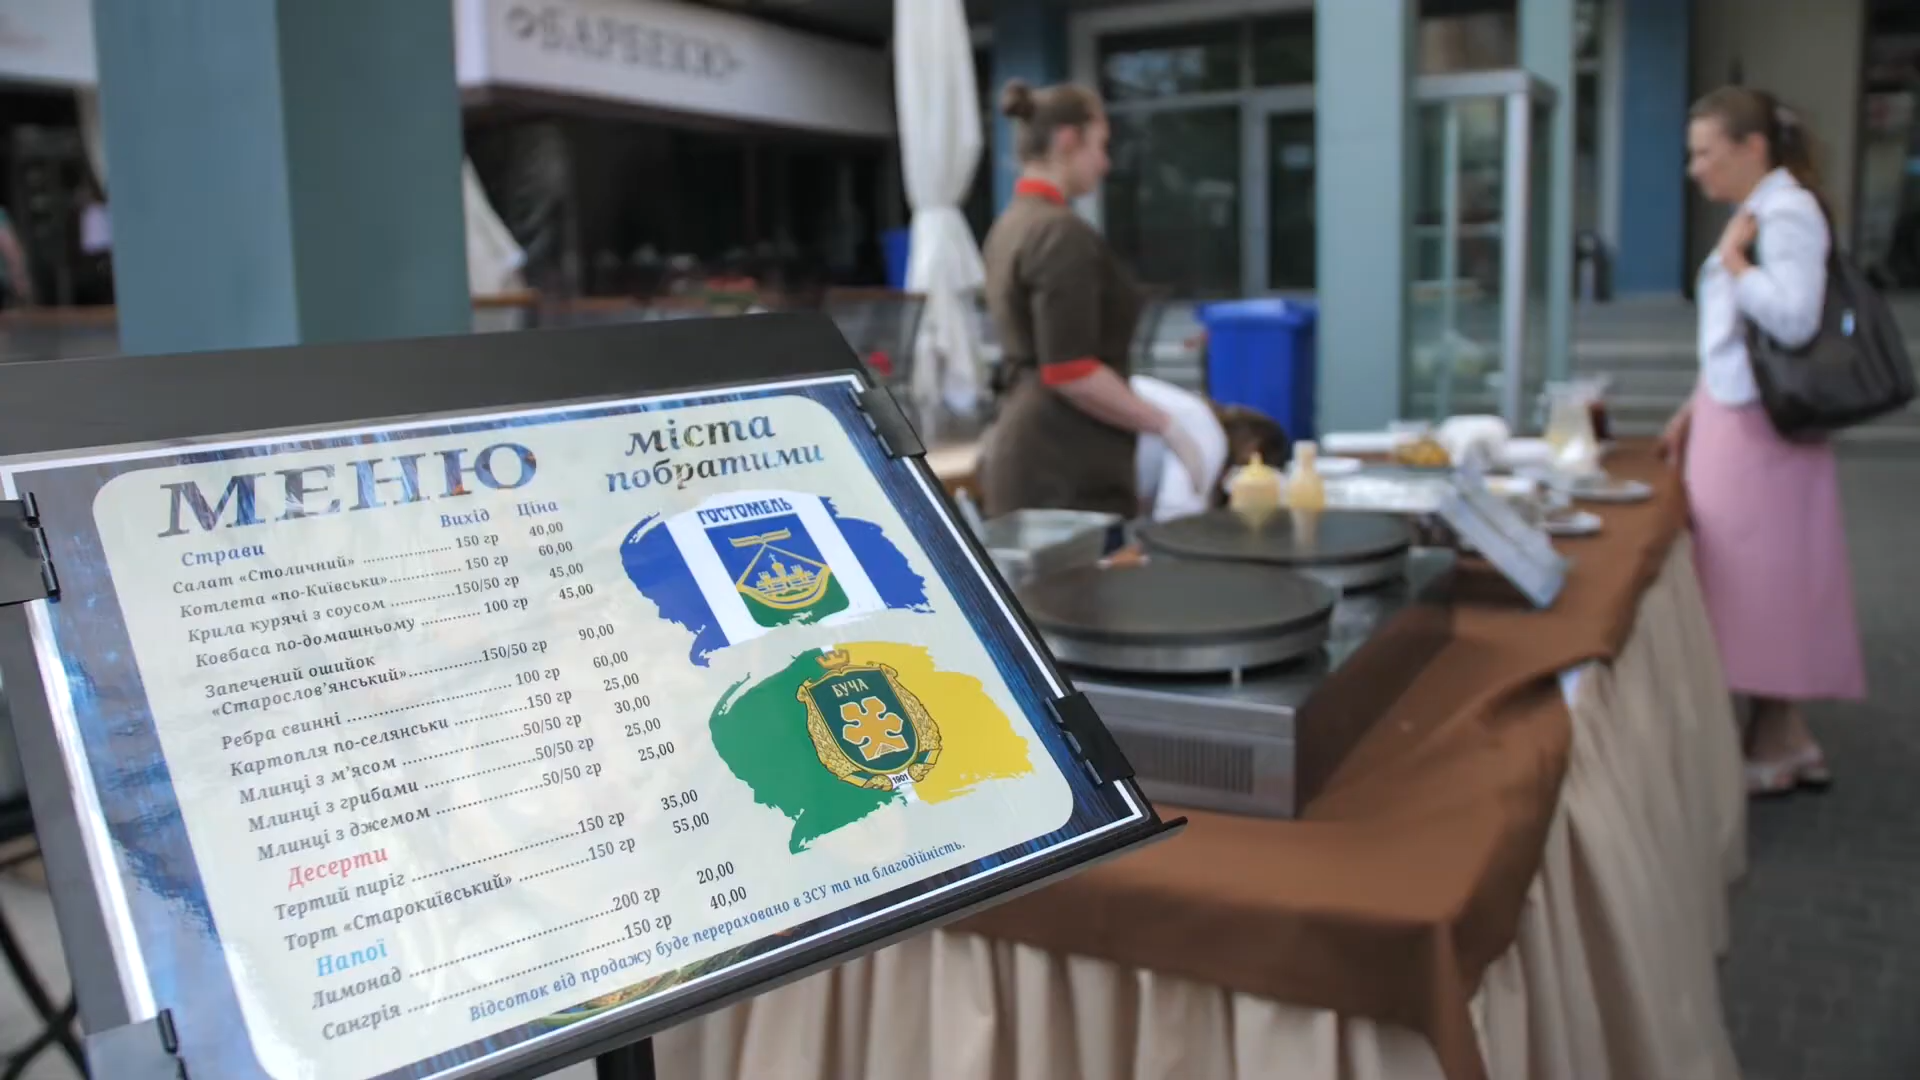 БАРБЕКЮ
МЕНЮ
міста
побратими
Вихід Ціна
Страви
Салат «Столичний» ..................... 150 гр 40,00
Котлета «по-Київськи»................ 150 гр 60,00
Крила курячі з соусом ..............150/50 гр 45,00
Ковбаса по-домашньому ............. 100 гр 45,00
Запечений ошийок
«Старослов’янський»................150/50 гр 90,00
Ребра свинні .................................... 100 гр 60,00
Картопля по-селянськи ................150 гр 25,00
Млинці з м’ясом ..........................50/50 гр 30,00
Млинці з грибами ........................50/50 гр 25,00
Млинці з джемом .......................50/50 гр 25,00
Десерти
Тертий пиріг ....................................150 гр 35,00
Торт «Старокиївський» ................150 гр 55,00
Напої
Лимонад ............................................200 гр 20,00
Сангрія ..............................................150 гр 40,00
Відсоток від продажу буде перераховано в ЗСУ та на благодійність.
ГОСТОМЕЛЬ
БУЧА
1901